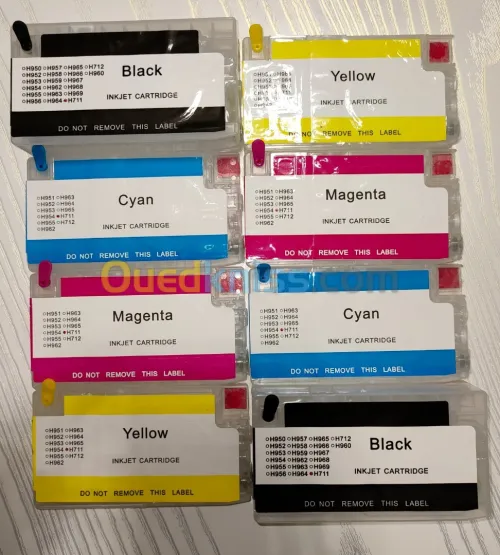 ○H950 ○H957 ○H965 ○H712
○H952 ○H958 ○H966 ○H960
○H953 ○H959 ○H967
○H954 ○H962 ○H968
○H955 ○H963 ○H969
○H956 ○H964 ●H711
Black
INKJET CARTRIDGE
DO NOT REMOVE THIS LABEL
Yellow
INKJET CARTRIDGE
DO NOT REMOVE THIS LABEL
○H951 ○H963
○H952 ○H964
○H953 ○H965
○H954 ●H711
○H955 ○H712
○H962
Cyan
INKJET CARTRIDGE
DO NOT REMOVE THIS LABEL
○H951 ○H963
○H952 ○H964
○H953 ○H965
○H954 ●H711
○H955 ○H712
○H962
Magenta
INKJET CARTRIDGE
DO NOT REMOVE THIS LABEL
Ouedkniss.com
○H951 ○H963
○H952 ○H964
○H953 ○H965
○H954 ●H711
○H955 ○H712
○H962
Magenta
INKJET CARTRIDGE
DO NOT REMOVE THIS LABEL
○H951 ○H963
○H952 ○H964
○H953 ○H965
○H954 ●H711
○H955 ○H712
○H962
Cyan
INKJET CARTRIDGE
DO NOT REMOVE THIS LABEL
○H951 ○H963
○H952 ○H964
○H953 ○H965
○H954 ●H711
○H955 ○H712
○H962
Yellow
INKJET CARTRIDGE
DO NOT REMOVE THIS LABEL
○H950 ○H957 ○H965 ○H712
○H952 ○H958 ○H966 ○H960
○H953 ○H959 ○H967
○H954 ○H962 ○H968
○H955 ○H963 ○H969
○H956 ○H964 ●H711
Black
INKJET CARTRIDGE
DO NOT REMOVE THIS LABEL